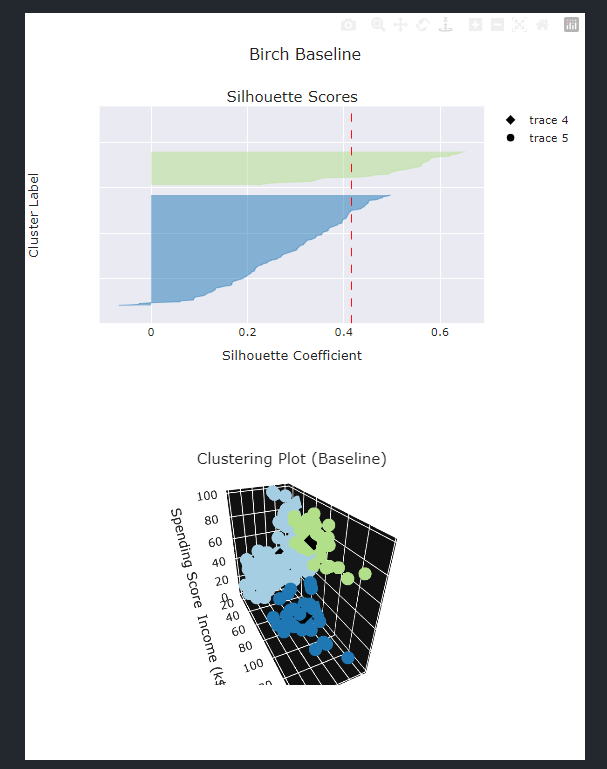 Birch Baseline
Silhouette Scores
trace 4
trace 5
Cluster Label
0
0.2
0.4
0.6
Silhouette Coefficient
Clustering Plot (Baseline)
100
80
60
40
20
0
Spending Score
20
40
60
80
100
Income (k$